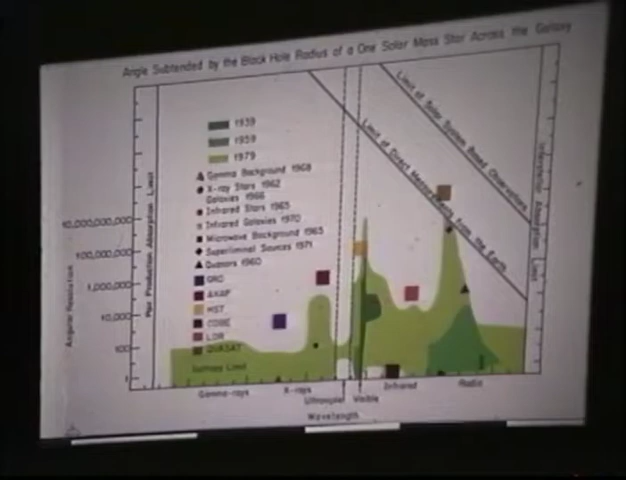 Angle Subtended by the Black Hole Radius of a One Solar Mass Star Across the Galaxy
1939
1959
1979
Gamma Background 1968
X-ray Stars 1962
Galaxies 1966
Infrared Stars 1965
Infrared Galaxies 1970
Microwave Background 1965
Superluminal Sources 1971
Quasars 1960
GRO
AXAF
HST
COBE
LDR
QUASAT
Isotropy Limit
Limit of Solar System Based Observations
Limit of Direct Measurements from the Earth
Pair Production Absorption Limit
Interstellar Absorption Limit
Angular Resolution
10,000,000,000
100,000,000
1,000,000
10,000
100
1
Gamma-rays
X-rays
Ultraviolet
Visible
Infrared
Radio
Wavelength